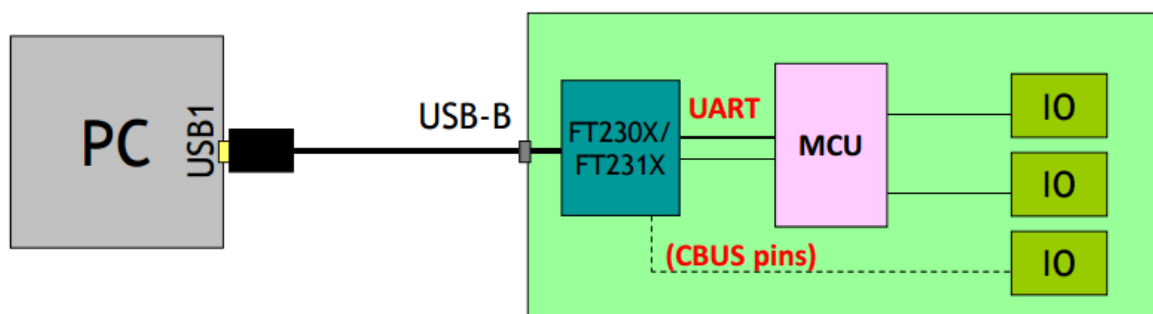 PC
USB1
USB-B
FT230X/
FT231X
UART
MCU
IO
IO
(CBUS pins)
IO